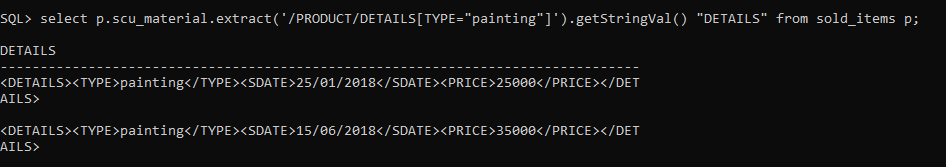 SQL> select p.scu_material.extract('/PRODUCT/DETAILS[TYPE="painting"]').getStringVal() "DETAILS" from sold_items p;
DETAILS
--------------------------------------------------------------------------------
<DETAILS><TYPE>painting</TYPE><SDATE>25/01/2018</SDATE><PRICE>25000</PRICE></DET
AILS>
<DETAILS><TYPE>painting</TYPE><SDATE>15/06/2018</SDATE><PRICE>35000</PRICE></DET
AILS>